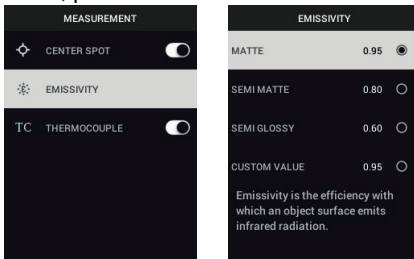 MEASUREMENT
CENTER SPOT
EMISSIVITY
TC THERMOCOUPLE
EMISSIVITY
MATTE 0.95
SEMI MATTE 0.80
SEMI GLOSSY 0.60
CUSTOM VALUE 0.95
Emissivity is the efficiency with
which an object surface emits
infrared radiation.